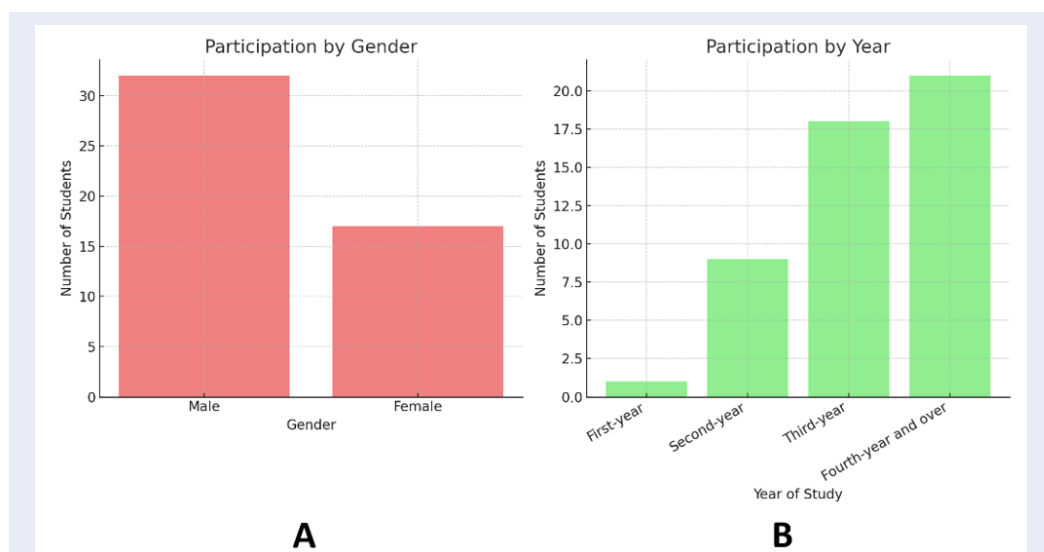 Participation by Gender
Number of Students
30
25
20
15
10
5
0
Male
Female
Gender
A
Participation by Year
Number of Students
20.0
17.5
15.0
12.5
10.0
7.5
5.0
2.5
0.0
First-year
Second-year
Third-year
Fourth-year and over
Year of Study
B